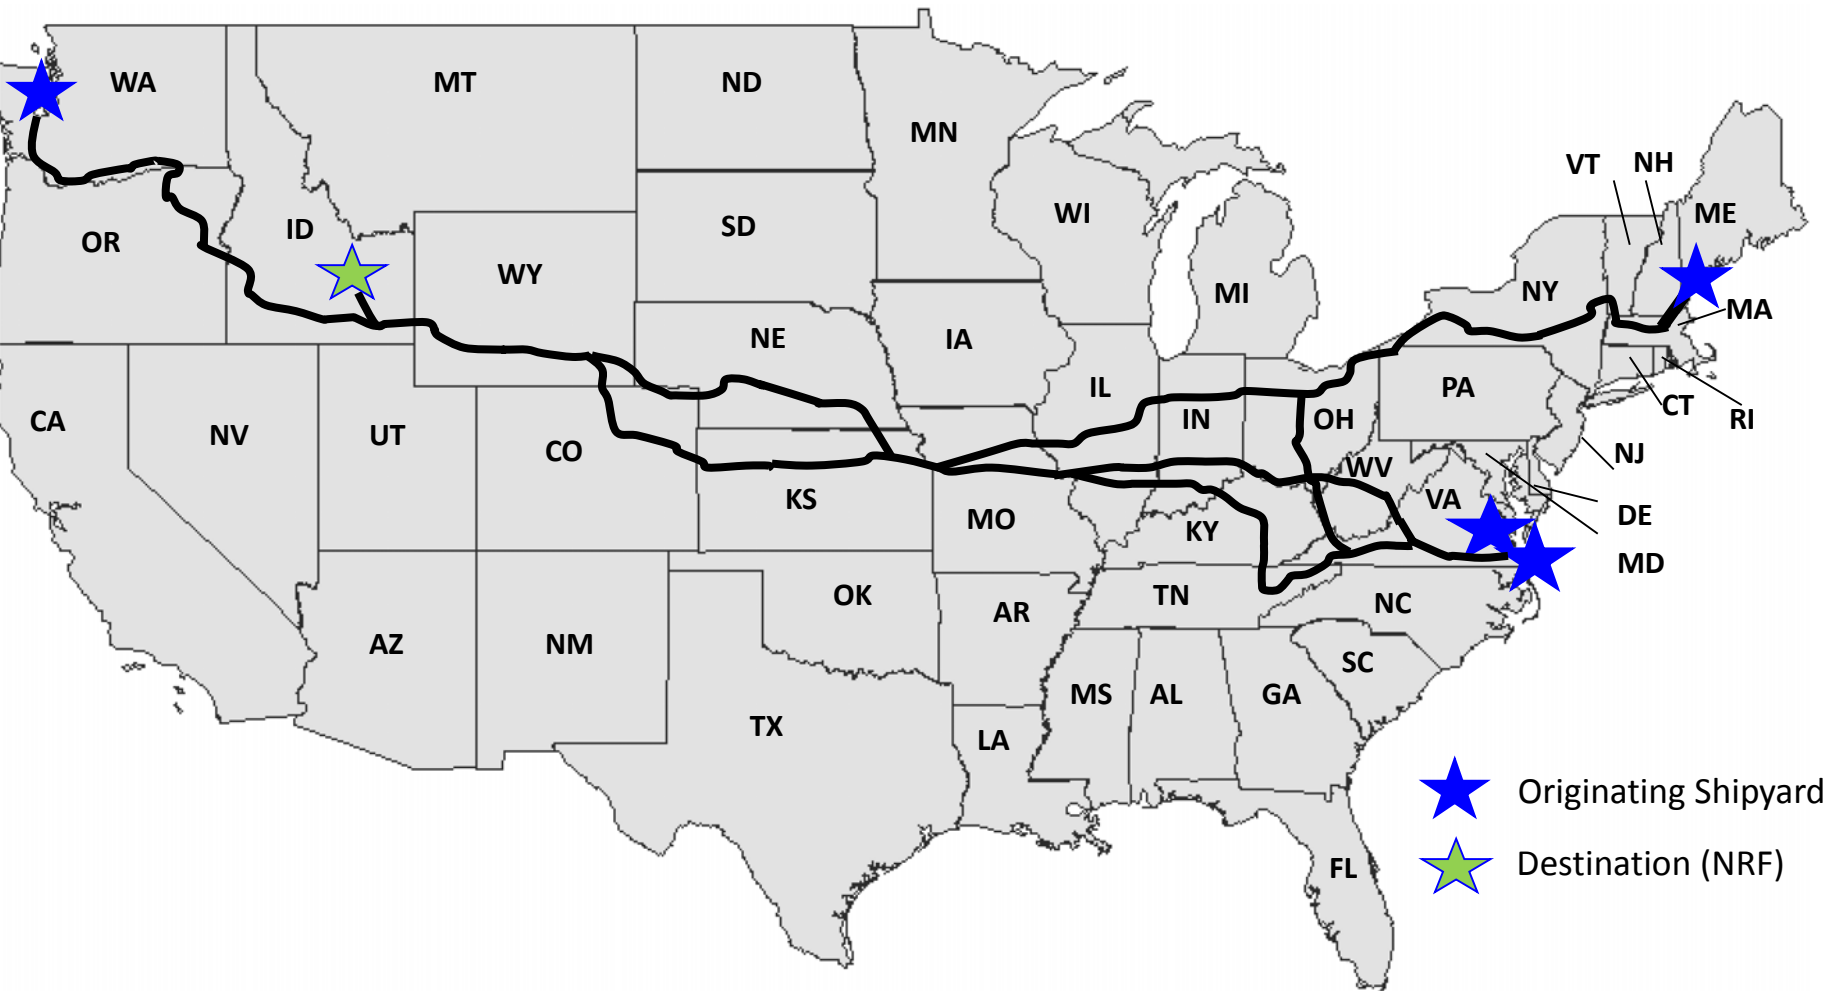 WA
MT
ND
MN
VT
NH
ME
OR
ID
SD
WI
WY
NY
MI
MA
NE
IA
IL
PA
CA
NV
UT
CO
IN
OH
CT
RI
NJ
WV
KS
VA
MO
DE
KY
MD
OK
TN
AR
NC
AZ
NM
SC
MS
AL
GA
TX
LA
Originating Shipyard
FL
Destination (NRF)